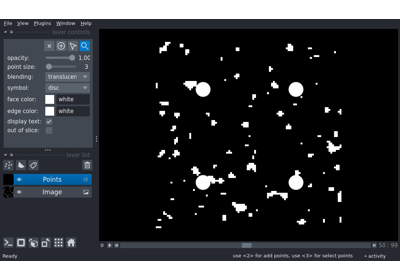 File View Plugins Window Help
layer controls
opacity: 1.00
point size: 3
blending: translucen
symbol: disc
face color: white
edge color: white
display text:
out of slice:
layer list
Points
Image
50 99
Ready use <2> for add points, use <3> for select points activity